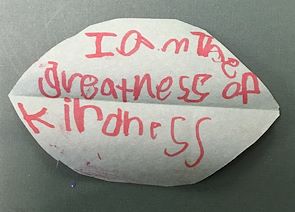 I am the
greatness of
kindness